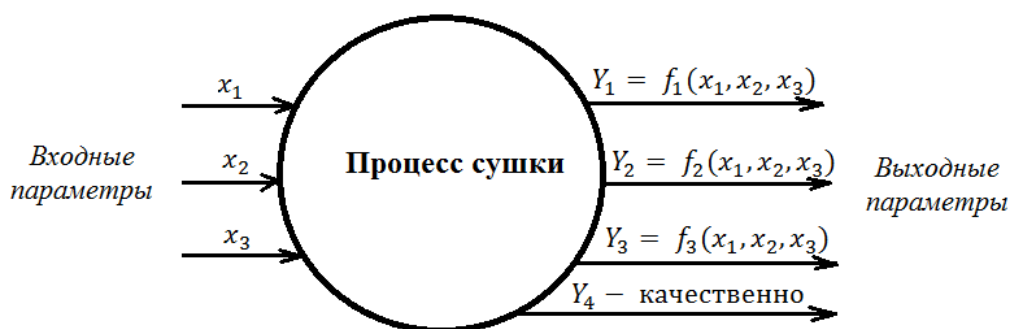 x₁
Y₁ = f₁(x₁, x₂, x₃)
Входные
параметры
x₂
Процесс сушки
Y₂ = f₂(x₁, x₂, x₃)
Выходные
параметры
x₃
Y₃ = f₃(x₁, x₂, x₃)
Y₄ − качественно